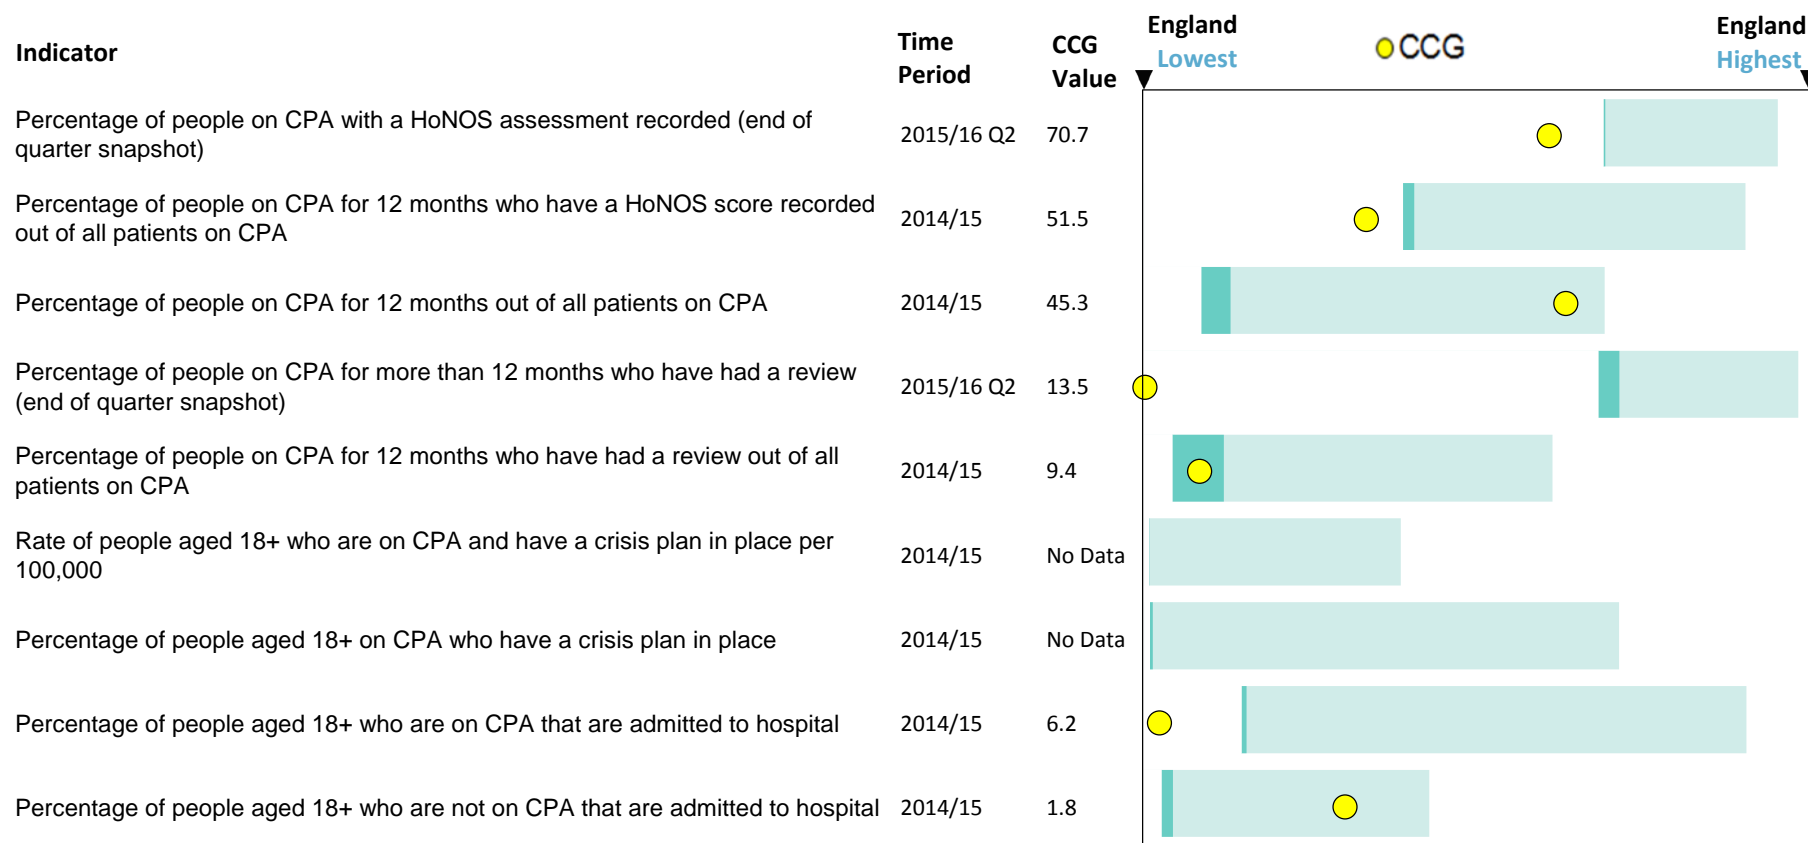 Indicator
Time
Period
CCG
Value
England
Lowest
CCG
England
Highest
Percentage of people on CPA with a HoNOS assessment recorded (end of
quarter snapshot)
2015/16 Q2
70.7
Percentage of people on CPA for 12 months who have a HoNOS score recorded
out of all patients on CPA
2014/15
51.5
Percentage of people on CPA for 12 months out of all patients on CPA
2014/15
45.3
Percentage of people on CPA for more than 12 months who have had a review
(end of quarter snapshot)
2015/16 Q2
13.5
Percentage of people on CPA for 12 months who have had a review out of all
patients on CPA
2014/15
9.4
Rate of people aged 18+ who are on CPA and have a crisis plan in place per
100,000
2014/15
No Data
Percentage of people aged 18+ on CPA who have a crisis plan in place
2014/15
No Data
Percentage of people aged 18+ who are on CPA that are admitted to hospital
2014/15
6.2
Percentage of people aged 18+ who are not on CPA that are admitted to hospital
2014/15
1.8